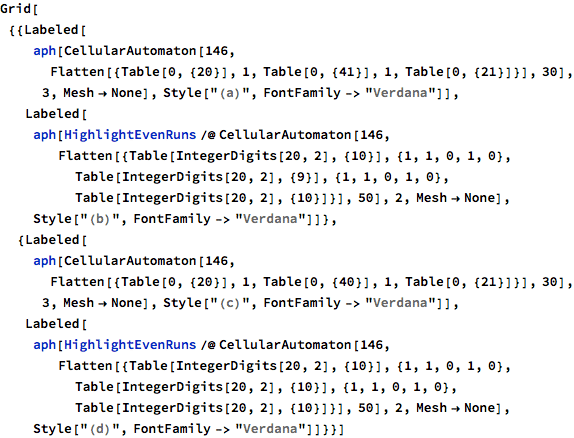 Grid[
{{Labeled[
aph[CellularAutomaton[146,
Flatten[{Table[0, {20}], 1, Table[0, {41}], 1, Table[0, {21}]}], 30],
3, Mesh → None], Style["(a)", FontFamily -> "Verdana"]],
Labeled[
aph[HighlightEvenRuns /@ CellularAutomaton[146,
Flatten[{Table[IntegerDigits[20, 2], {10}], {1, 1, 0, 1, 0},
Table[IntegerDigits[20, 2], {9}], {1, 1, 0, 1, 0},
Table[IntegerDigits[20, 2], {10}]}], 50], 2, Mesh → None],
Style["(b)", FontFamily -> "Verdana"]]},
{Labeled[
aph[CellularAutomaton[146,
Flatten[{Table[0, {20}], 1, Table[0, {40}], 1, Table[0, {21}]}], 30],
3, Mesh → None], Style["(c)", FontFamily -> "Verdana"]],
Labeled[
aph[HighlightEvenRuns /@ CellularAutomaton[146,
Flatten[{Table[IntegerDigits[20, 2], {10}], {1, 1, 0, 1, 0},
Table[IntegerDigits[20, 2], {10}], {1, 1, 0, 1, 0},
Table[IntegerDigits[20, 2], {10}]}], 50], 2, Mesh → None],
Style["(d)", FontFamily -> "Verdana"]]}}]